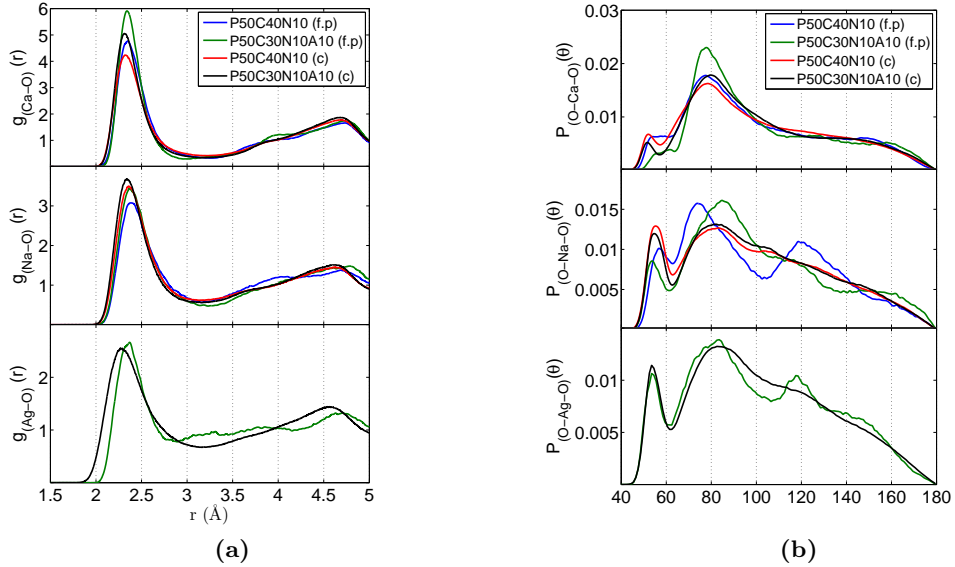 6
5
4
3
2
1
g(Ca−O) (r)
P50C40N10 (f.p)
P50C30N10A10 (f.p)
P50C40N10 (c)
P50C30N10A10 (c)
3
2
1
g(Na−O) (r)
2
1
g(Ag−O) (r)
1.5 2 2.5 3 3.5 4 4.5 5
r (Å)
(a)
0.03
0.02
0.01
P(O−Ca−O)(θ)
P50C40N10 (f.p)
P50C30N10A10 (f.p)
P50C40N10 (c)
P50C30N10A10 (c)
0.015
0.01
0.005
P(O−Na−O)(θ)
0.01
0.005
P(O−Ag−O)(θ)
40 60 80 100 120 140 160 180
(b)